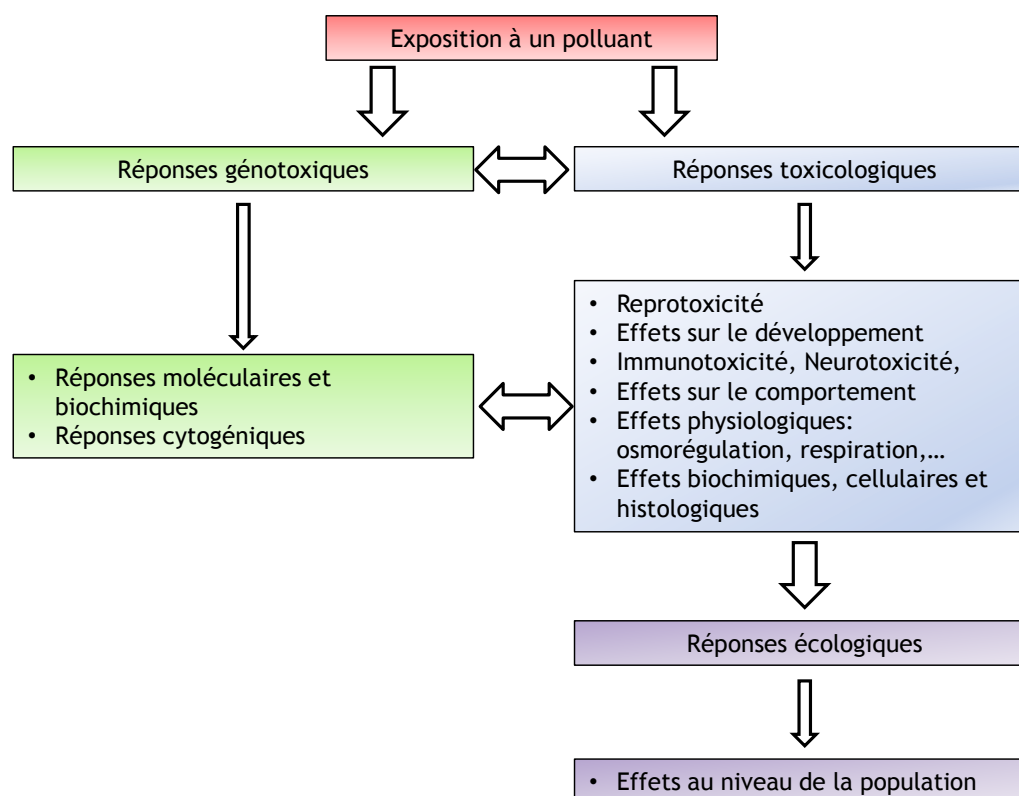 Exposition à un polluant
Réponses génotoxiques
Réponses toxicologiques
• Réponses moléculaires et
biochimiques
• Réponses cytogéniques
• Reprotoxicité
• Effets sur le développement
• Immunotoxicité, Neurotoxicité,
• Effets sur le comportement
• Effets physiologiques:
osmorégulation, respiration,…
• Effets biochimiques, cellulaires et
histologiques
Réponses écologiques
• Effets au niveau de la population